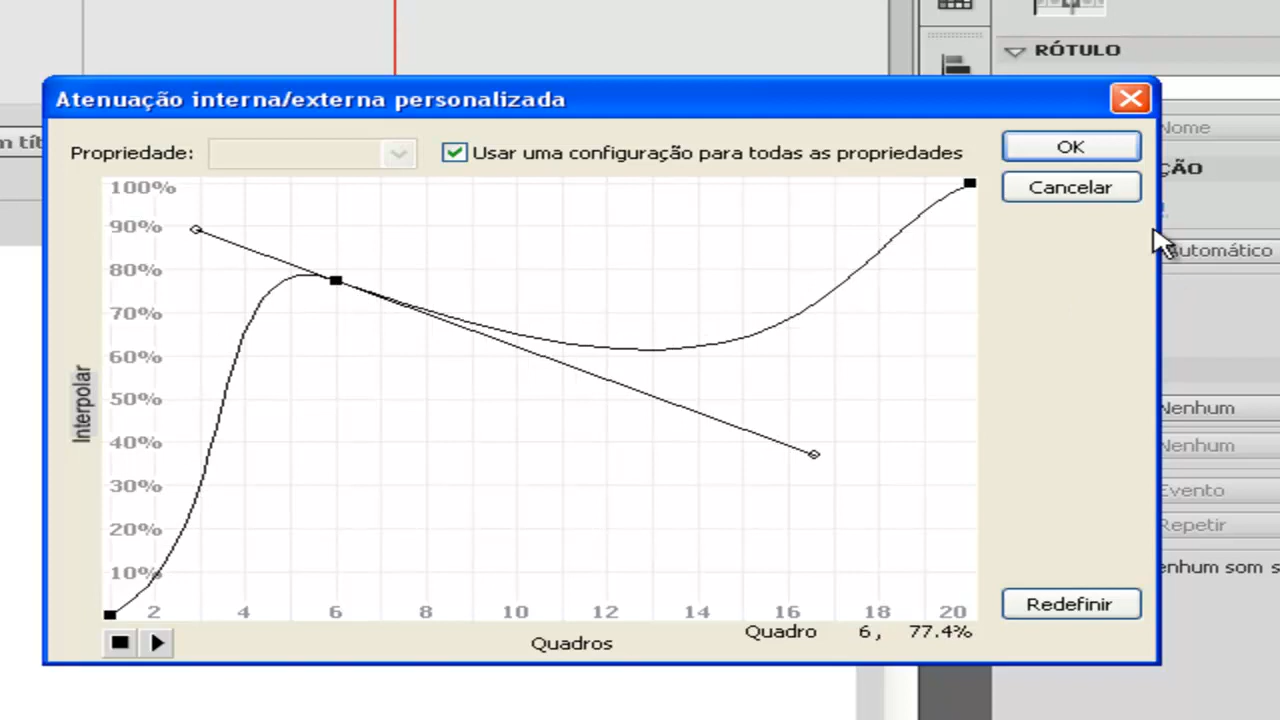 RÓTULO
Atenuação interna/externa personalizada
Nome
m tít
Propriedade:
Usar uma configuração para todas as propriedades
OK
ÇÃO
Cancelar
Automático
100%
90%
80%
70%
60%
50%
40%
30%
20%
10%
Interpolar
Nenhum
Nenhum
Evento
Repetir
enhum som s
2 4 6 8 10 12 14 16 18 20
Redefinir
Quadro 6, 77.4%
Quadros